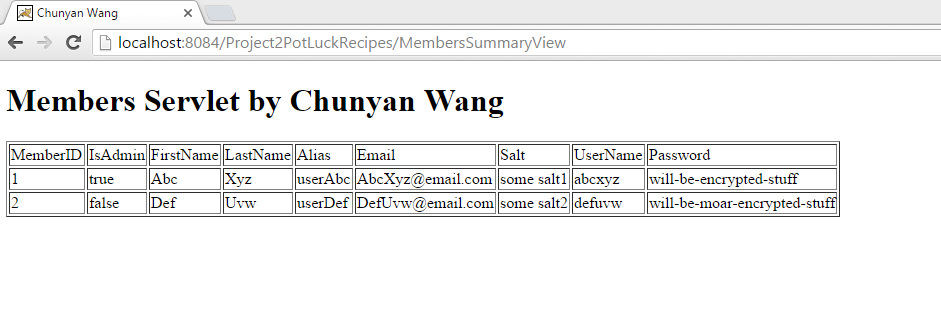 Chunyan Wang
localhost:8084/Project2PotLuckRecipes/MembersSummaryView
Members Servlet by Chunyan Wang
MemberID IsAdmin FirstName LastName Alias Email Salt UserName Password
1 true Abc Xyz userAbc AbcXyz@email.com some salt1 abcxyz will-be-encrypted-stuff
2 false Def Uvw userDef DefUvw@email.com some salt2 defuvw will-be-moar-encrypted-stuff